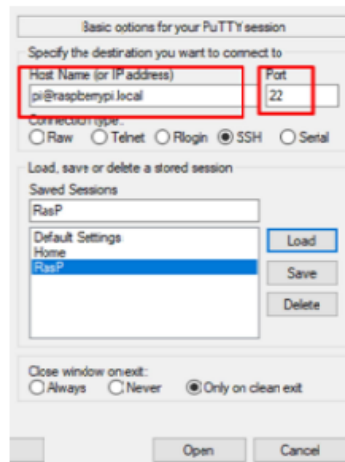 Basic options for your PuTTY session
Specify the destination you want to connect to
Host Name (or IP address) Port
pi@raspberrypi.local 22
Connection type:
Raw Telnet Rlogin SSH Serial
Load, save or delete a stored session
Saved Sessions
RasP
Default Settings
Home
RasP
Load
Save
Delete
Close window on exit:
Always Never Only on clean exit
Open Cancel